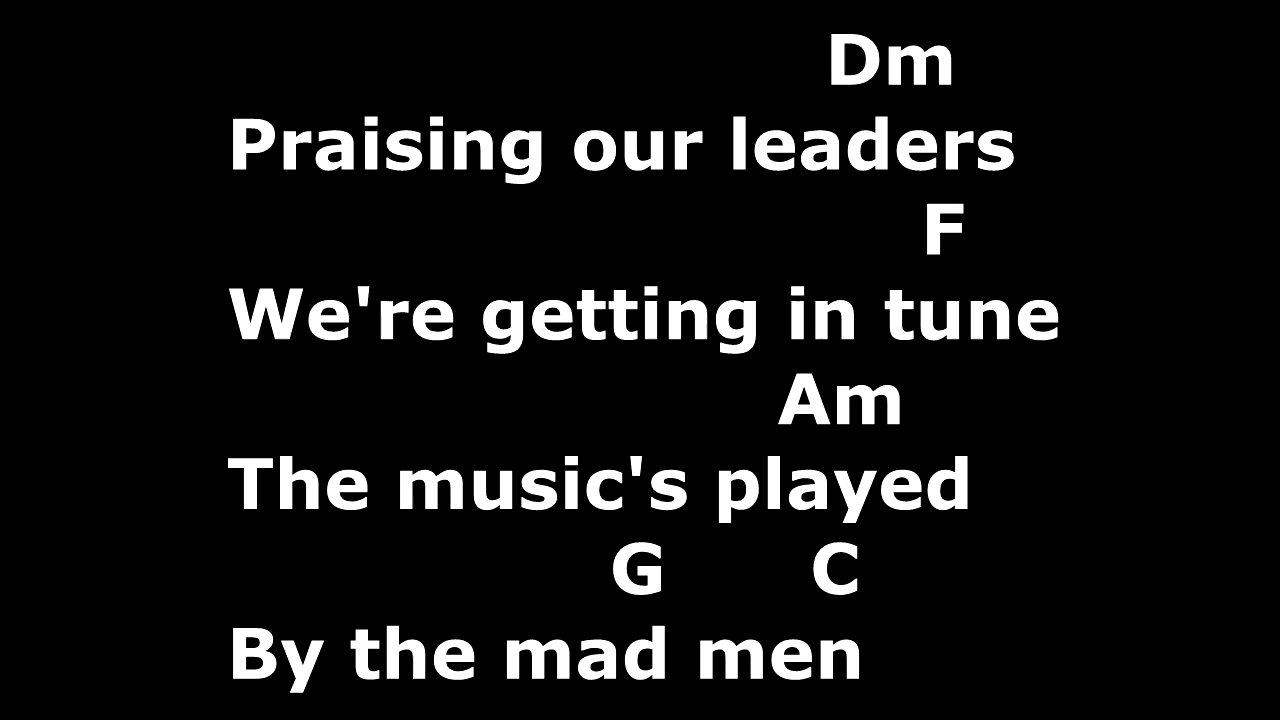 Dm
Praising our leaders
F
We're getting in tune
Am
The music's played
G C
By the mad men